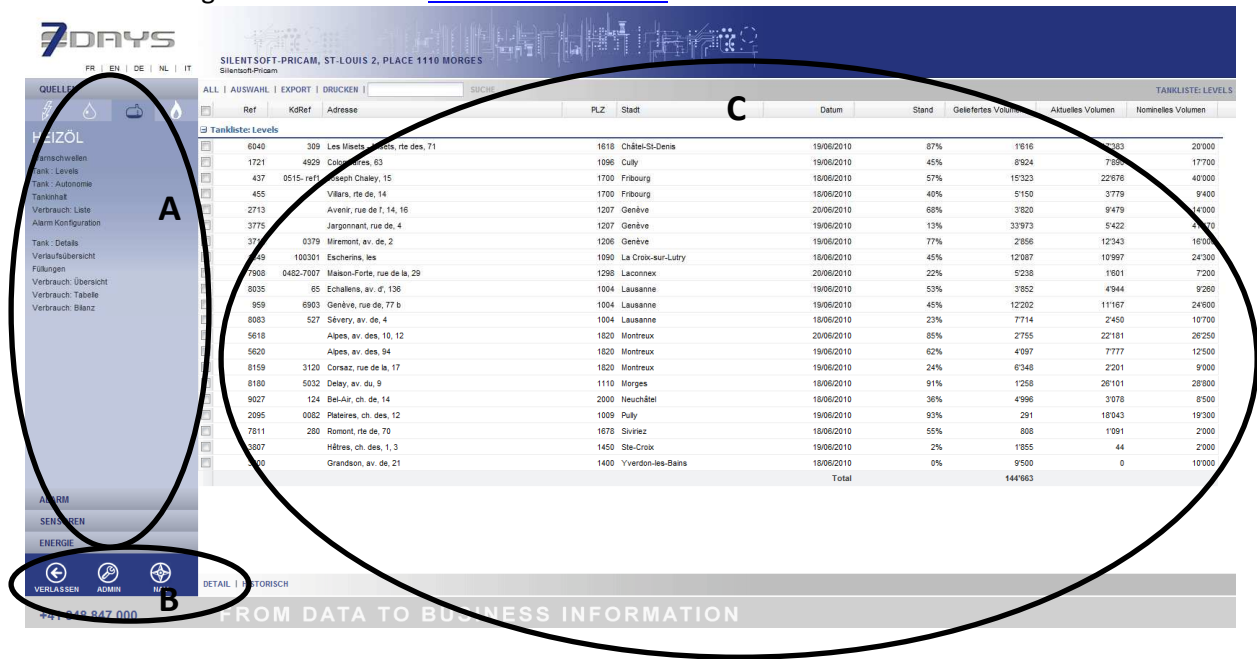 7DAYS
FR | EN | DE | NL | IT
SILENTSOFT-PRICAM, ST-LOUIS 2, PLACE 1110 MORGES
Silentsoft-Pricam
QUELLEN
ALL | AUSWAHL | EXPORT | DRUCKEN | SUCHE
TANKLISTE: LEVELS
HEIZÖL
Warnschwellen
Tank : Levels
Tank : Autonomie
Tankinhalt
Verbrauch: Liste
Alarm Konfiguration
Tank : Details
Verlaufsübersicht
Füllungen
Verbrauch: Übersicht
Verbrauch: Tabelle
Verbrauch: Bilanz
A
ALARM
SENSOREN
ENERGIE
VERLASSEN ADMIN
B
C
Ref KdRef Adresse PLZ Stadt Datum Stand Geliefertes Volumen Aktuelles Volumen Nominelles Volumen
Tankliste: Levels
6040 309 Les Misets - Misets, rte des, 71 1618 Châtel-St-Denis 19/06/2010 87% 1'616 17'383 20'000
1721 4929 Colombaires, 63 1096 Cully 19/06/2010 45% 8'924 7'890 17'700
437 0515- ref1 Joseph Chaley, 15 1700 Fribourg 18/06/2010 57% 15'323 22'676 40'000
455 Villars, rte de, 14 1700 Fribourg 18/06/2010 40% 5'150 3'779 9'400
2713 Avenir, rue de l', 14, 16 1207 Genève 20/06/2010 68% 3'820 9'479 14'000
3775 Jargonnant, rue de, 4 1207 Genève 19/06/2010 13% 33'973 5'422
0379 Miremont, av. de, 2 1206 Genève 19/06/2010 77% 2'856 12'343 16'000
100301 Escherins, les 1090 La Croix-sur-Lutry 18/06/2010 45% 12'087 10'997 24'300
7908 0482-7007 Maison-Forte, rue de la, 29 1298 Laconnex 20/06/2010 22% 5'238 1'601 7'200
8035 65 Echallens, av. d', 136 1004 Lausanne 19/06/2010 53% 3'852 4'944 9'260
959 6903 Genève, rue de, 77 b 1004 Lausanne 19/06/2010 45% 12'202 11'167 24'600
8083 527 Sévery, av. de, 4 1004 Lausanne 18/06/2010 23% 7'714 2'450 10'700
5618 Alpes, av. des, 10, 12 1820 Montreux 20/06/2010 85% 2'755 22'181 26'250
5620 Alpes, av. des, 94 1820 Montreux 19/06/2010 62% 4'097 7'777 12'500
8159 3120 Corsaz, rue de la, 17 1820 Montreux 19/06/2010 24% 6'348 2'201 9'000
8180 5032 Delay, av. du, 9 1110 Morges 18/06/2010 91% 1'258 26'101 28'800
9027 124 Bel-Air, ch. de, 14 2000 Neuchâtel 18/06/2010 36% 4'996 3'078 8'500
2095 0082 Plateires, ch. des, 12 1009 Pully 19/06/2010 93% 291 18'043 19'300
7811 280 Romont, rte de, 70 1678 Siviriez 18/06/2010 55% 808 1'091 2'000
3807 Hêtres, ch. des, 1, 3 1450 Ste-Croix 19/06/2010 2% 1'855 44 2'000
Grandson, av. de, 21 1400 Yverdon-les-Bains 18/06/2010 0% 9'500 0 10'000
Total 144'663
DETAIL | HISTORISCH
+41 848 847 000
FROM DATA TO BUSINESS INFORMATION